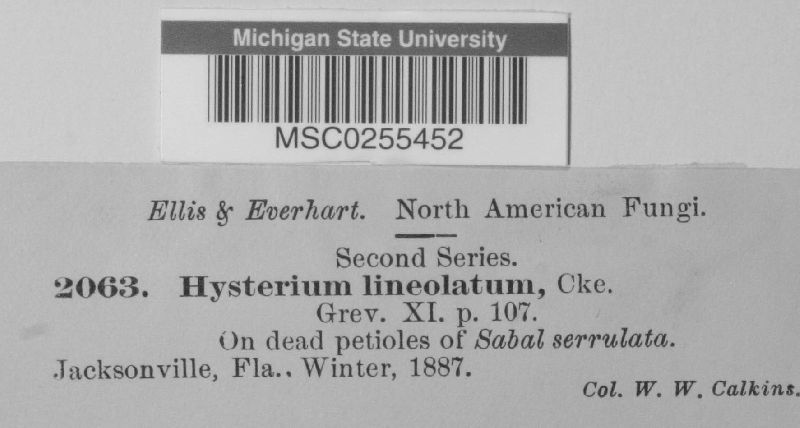 Michigan State University
MSC0255452
Ellis & Everhart. North American Fungi.
Second Series.
2063. Hysterium lineolatum, Cke.
Grev. XI. p. 107.
On dead petioles of Sabal serrulata.
Jacksonville, Fla., Winter, 1887.
Col. W. W. Calkins.